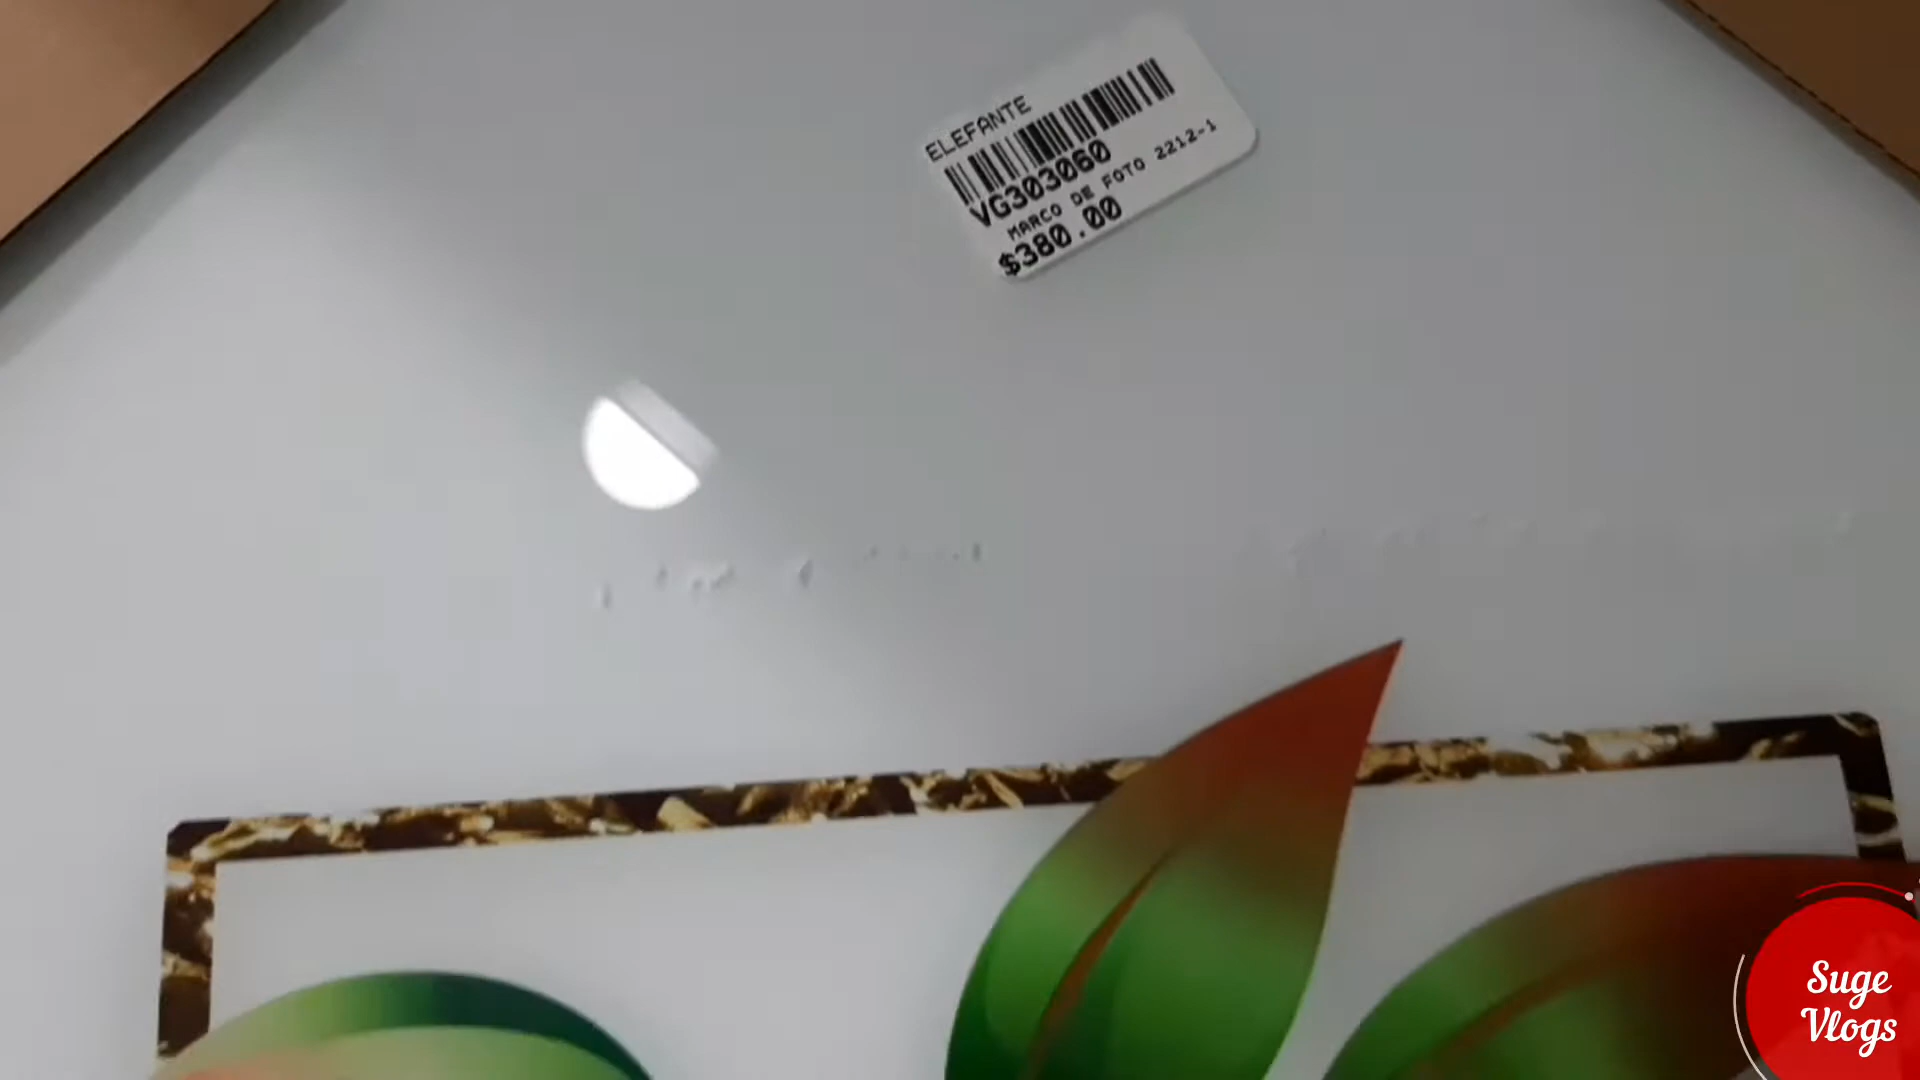 ELEFANTE
VG303060
MARCO DE FOTO 2212-1
$380.00
Suge
Vlogs